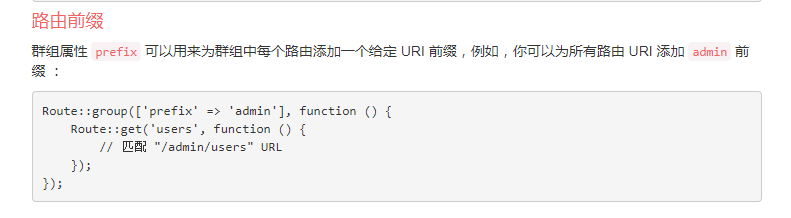 路由前缀
群组属性 prefix 可以用来为群组中每个路由添加一个给定 URI 前缀，例如，你可以为所有路由 URI 添加 admin 前
缀 ：
Route::group(['prefix' => 'admin'], function () {
    Route::get('users', function () {
        // 匹配 "/admin/users" URL
    });
});